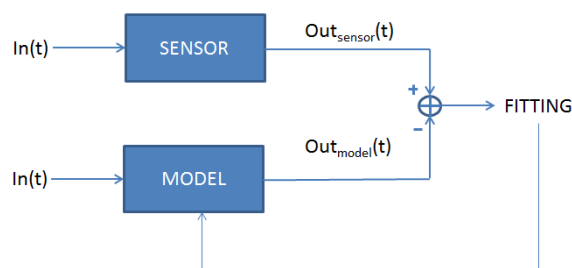 In(t)
SENSOR
Out_sensor(t)
+
FITTING
−
In(t)
MODEL
Out_model(t)